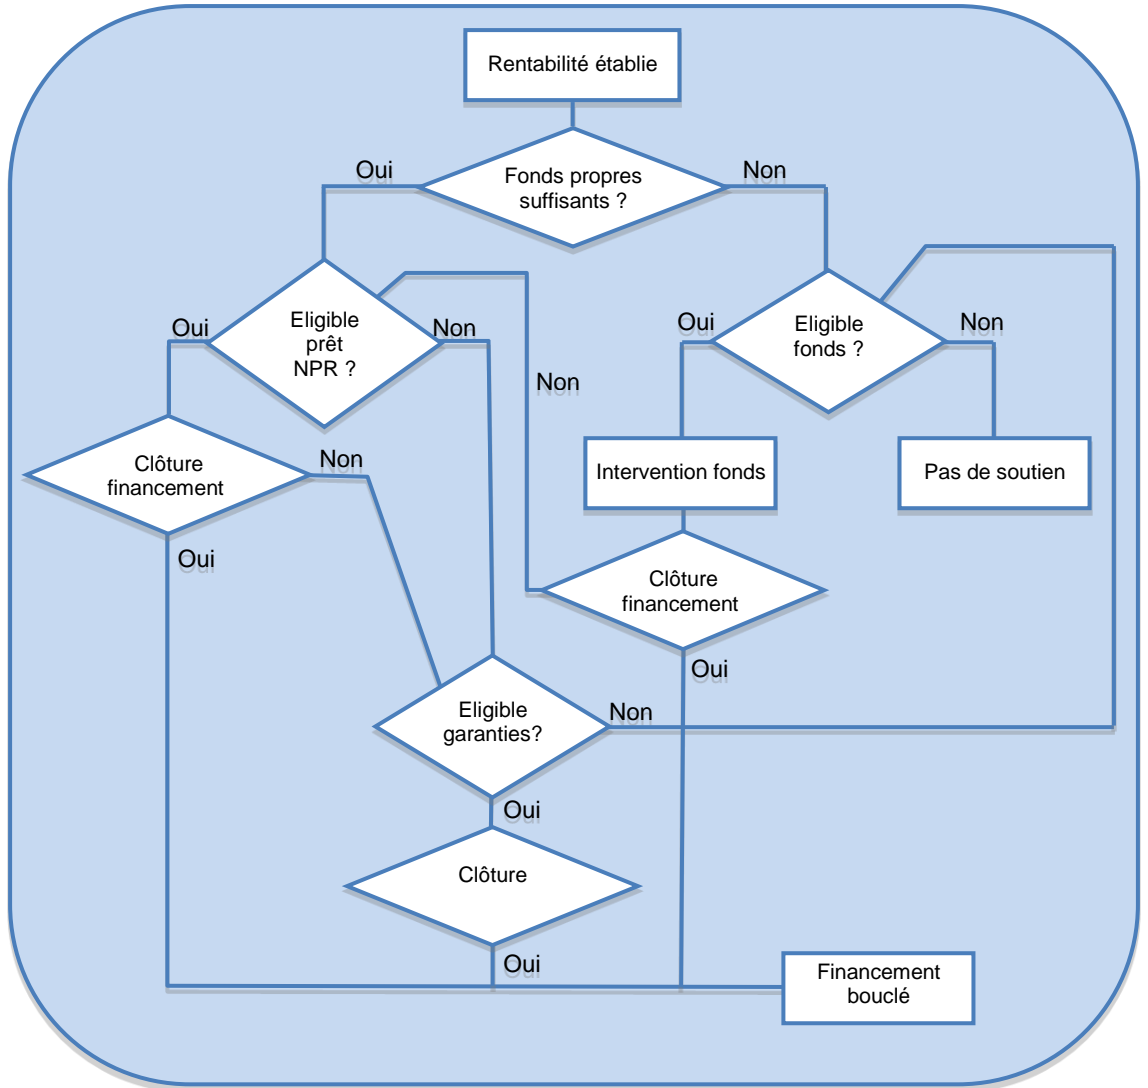 Rentabilité établie
Oui
Fonds propres
suffisants ?
Non
Oui
Eligible
prêt
NPR ?
Non
Oui
Eligible
fonds ?
Non
Non
Clôture
financement
Non
Intervention fonds
Pas de soutien
Oui
Clôture
financement
Oui
Eligible
garanties?
Non
Oui
Clôture
Oui
Financement
bouclé